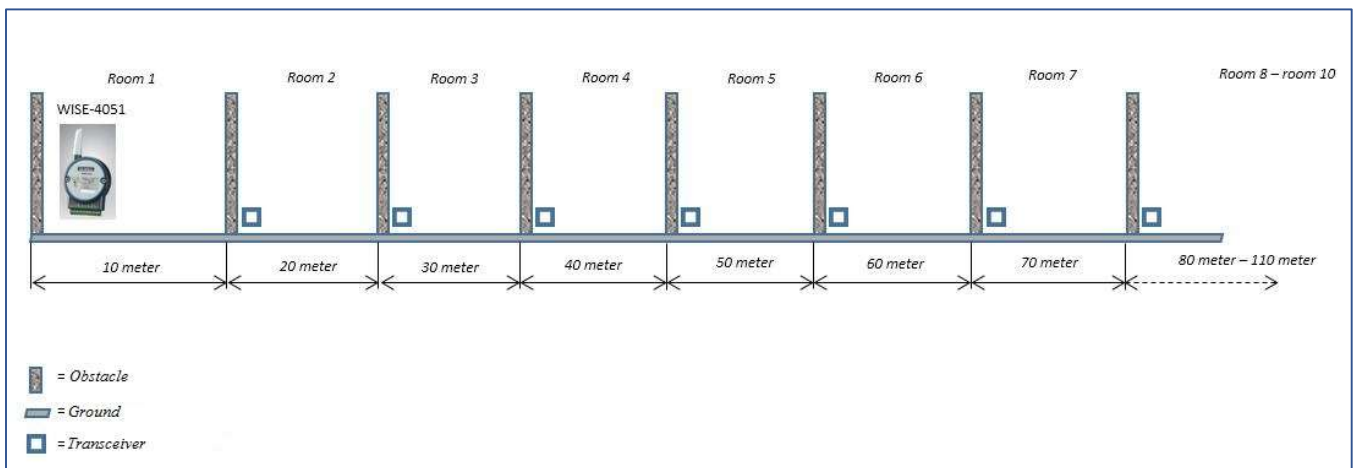 Room 1
Room 2
Room 3
Room 4
Room 5
Room 6
Room 7
Room 8 – room 10
WISE-4051
10 meter
20 meter
30 meter
40 meter
50 meter
60 meter
70 meter
80 meter – 110 meter
= Obstacle
= Ground
= Transceiver